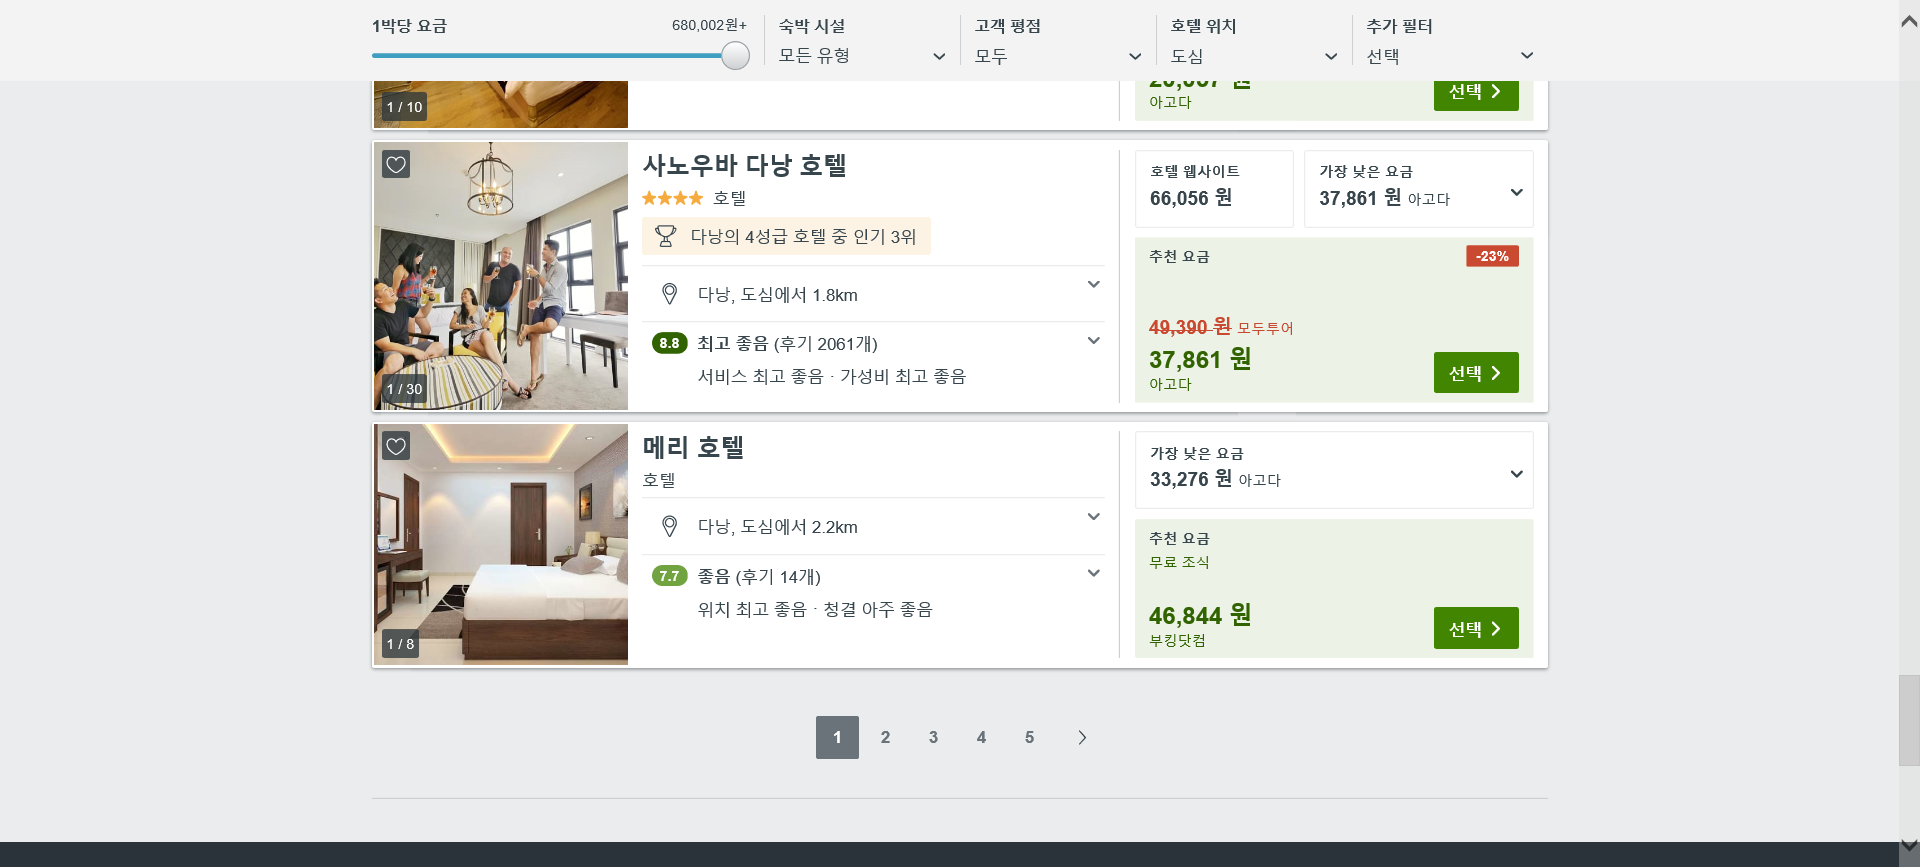 1박당 요금
680,002원+
숙박 시설
모든 유형
고객 평점
모두
호텔 위치
도심
추가 필터
선택
1 / 10
아고다
선택
사노우바 다낭 호텔
호텔
다낭의 4성급 호텔 중 인기 3위
다낭, 도심에서 1.8km
8.8 최고 좋음 (후기 2061개)
서비스 최고 좋음 · 가성비 최고 좋음
1 / 30
호텔 웹사이트
66,056 원
가장 낮은 요금
37,861 원 아고다
추천 요금
-23%
49,390 원 모두투어
37,861 원
아고다
선택
메리 호텔
호텔
다낭, 도심에서 2.2km
7.7 좋음 (후기 14개)
위치 최고 좋음 · 청결 아주 좋음
1 / 8
가장 낮은 요금
33,276 원 아고다
추천 요금
무료 조식
46,844 원
부킹닷컴
선택
1 2 3 4 5